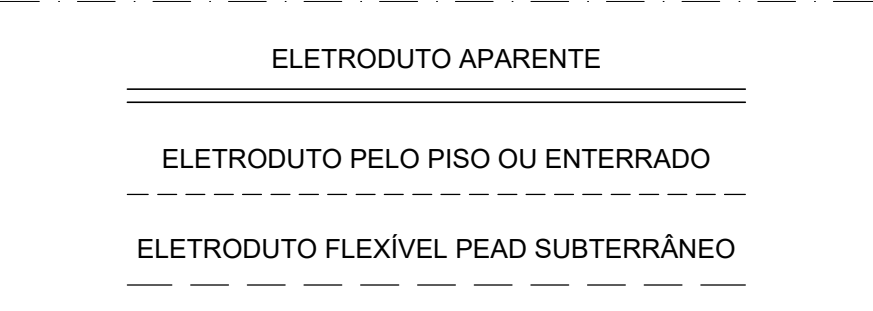 ELETRODUTO APARENTE
ELETRODUTO PELO PISO OU ENTERRADO
ELETRODUTO FLEXÍVEL PEAD SUBTERRÂNEO